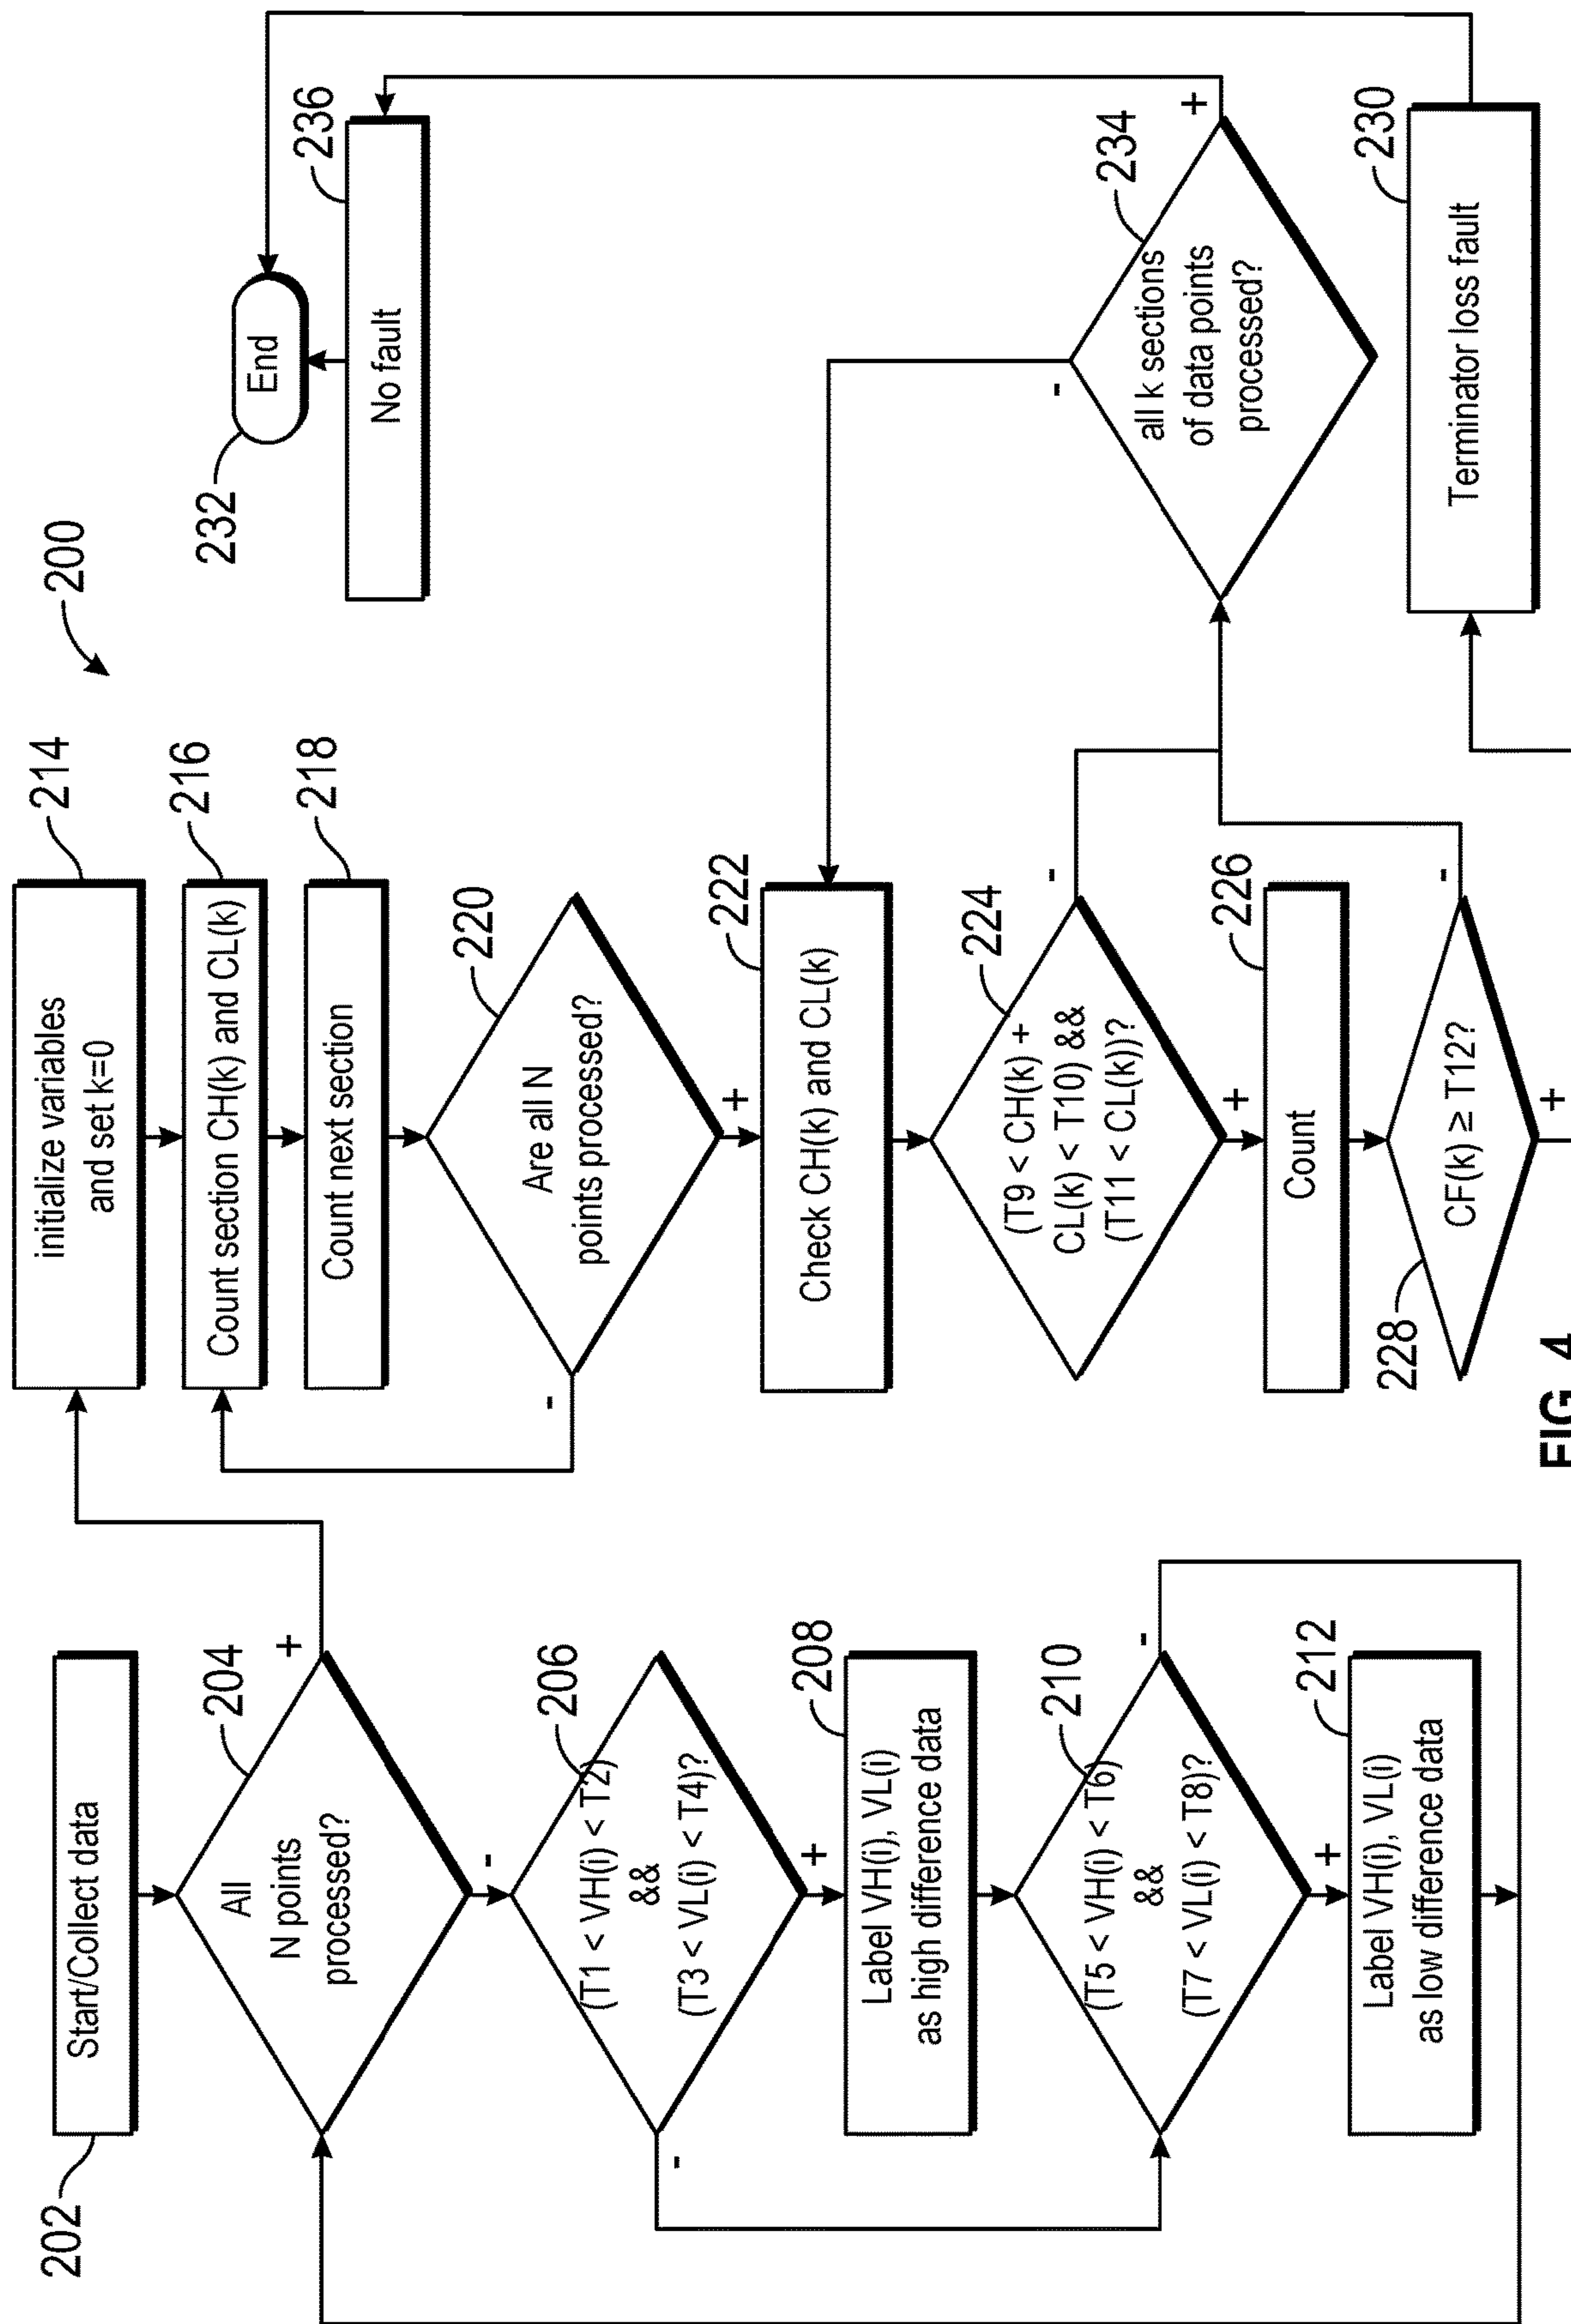 200
202
Start/Collect data
204
All
N points
processed?
+
-
206
(T1 < VH(i) < T2)
&&
(T3 < VL(i) < T4)?
-
+
208
Label VH(i), VL(i)
as high difference data
210
(T5 < VH(i) < T6)
&&
(T7 < VL(i) < T8)?
-
+
212
Label VH(i), VL(i)
as low difference data
214
initialize variables
and set k=0
216
Count section CH(k) and CL(k)
218
Count next section
220
Are all N
points processed?
-
+
222
Check CH(k) and CL(k)
224
(T9 < CH(k) +
CL(k) < T10) &&
(T11 < CL(k))?
-
+
226
Count
228
CF(k) ≥ T12?
-
+
232
End
236
No fault
234
all k sections
of data points
processed?
-
+
230
Terminator loss fault
FIG. 4